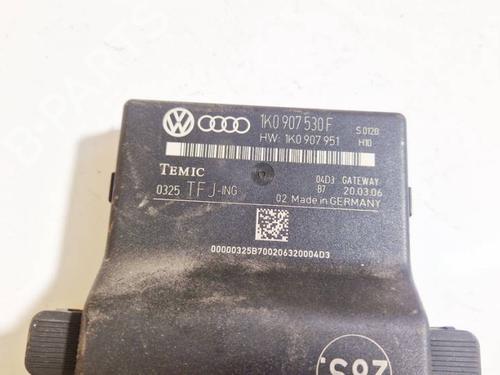 1K0 907 530 F S 012B
HW: 1K0 907 951 H10
TEMIC 04D3 GATEWAY
0325 TFJ-ING B7 20.03.06
02 Made in GERMANY
00000325B700206320004D3